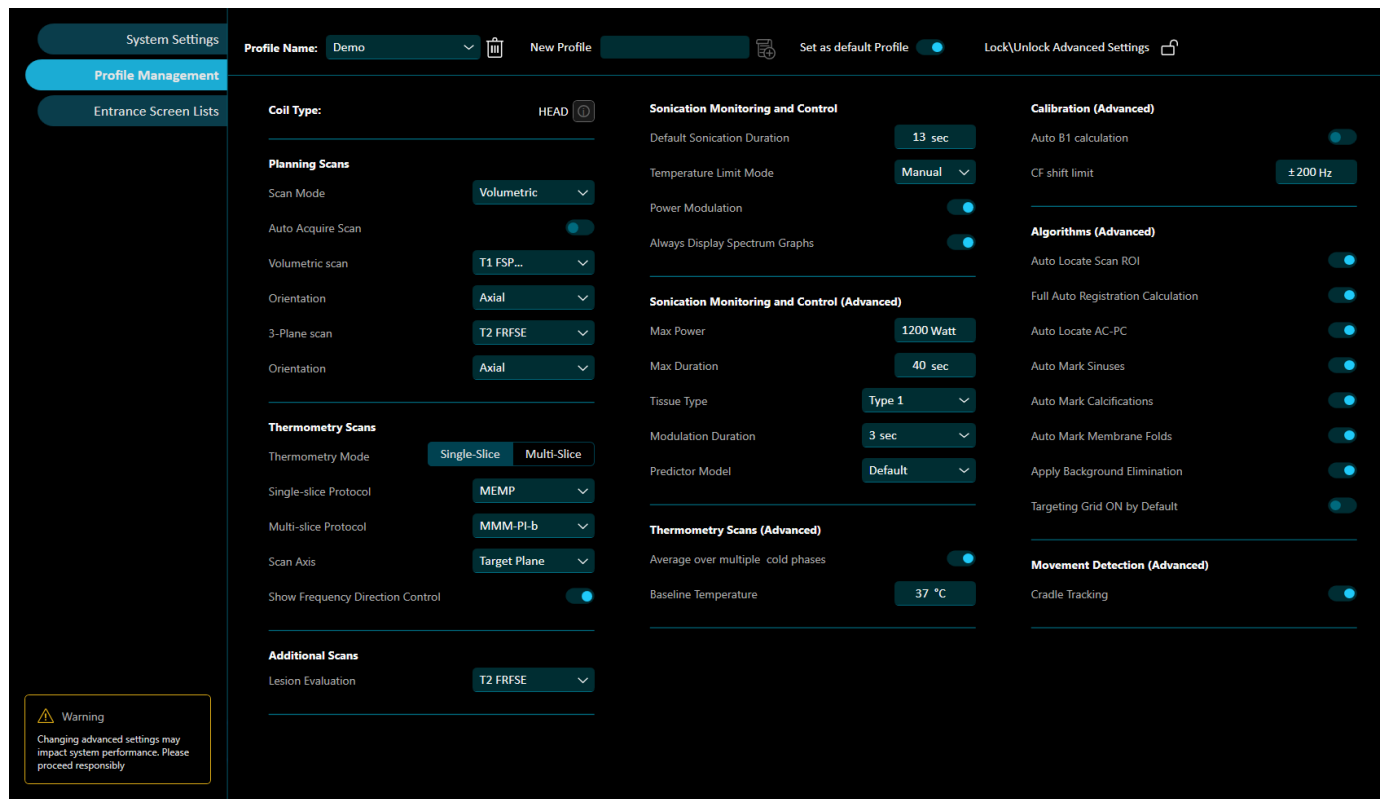 System Settings
Profile Management
Entrance Screen Lists
Profile Name: Demo New Profile Set as default Profile Lock\Unlock Advanced Settings
Coil Type: HEAD
Planning Scans
Scan Mode Volumetric
Auto Acquire Scan
Volumetric scan T1 FSP...
Orientation Axial
3-Plane scan T2 FRFSE
Orientation Axial
Thermometry Scans
Thermometry Mode Single-Slice Multi-Slice
Single-slice Protocol MEMP
Multi-slice Protocol MMM-PI-b
Scan Axis Target Plane
Show Frequency Direction Control
Additional Scans
Lesion Evaluation T2 FRFSE
Sonication Monitoring and Control
Default Sonication Duration 13 sec
Temperature Limit Mode Manual
Power Modulation
Always Display Spectrum Graphs
Sonication Monitoring and Control (Advanced)
Max Power 1200 Watt
Max Duration 40 sec
Tissue Type Type 1
Modulation Duration 3 sec
Predictor Model Default
Thermometry Scans (Advanced)
Average over multiple cold phases
Baseline Temperature 37 °C
Calibration (Advanced)
Auto B1 calculation
CF shift limit ±200 Hz
Algorithms (Advanced)
Auto Locate Scan ROI
Full Auto Registration Calculation
Auto Locate AC-PC
Auto Mark Sinuses
Auto Mark Calcifications
Auto Mark Membrane Folds
Apply Background Elimination
Targeting Grid ON by Default
Movement Detection (Advanced)
Cradle Tracking
Warning
Changing advanced settings may
impact system performance. Please
proceed responsibly